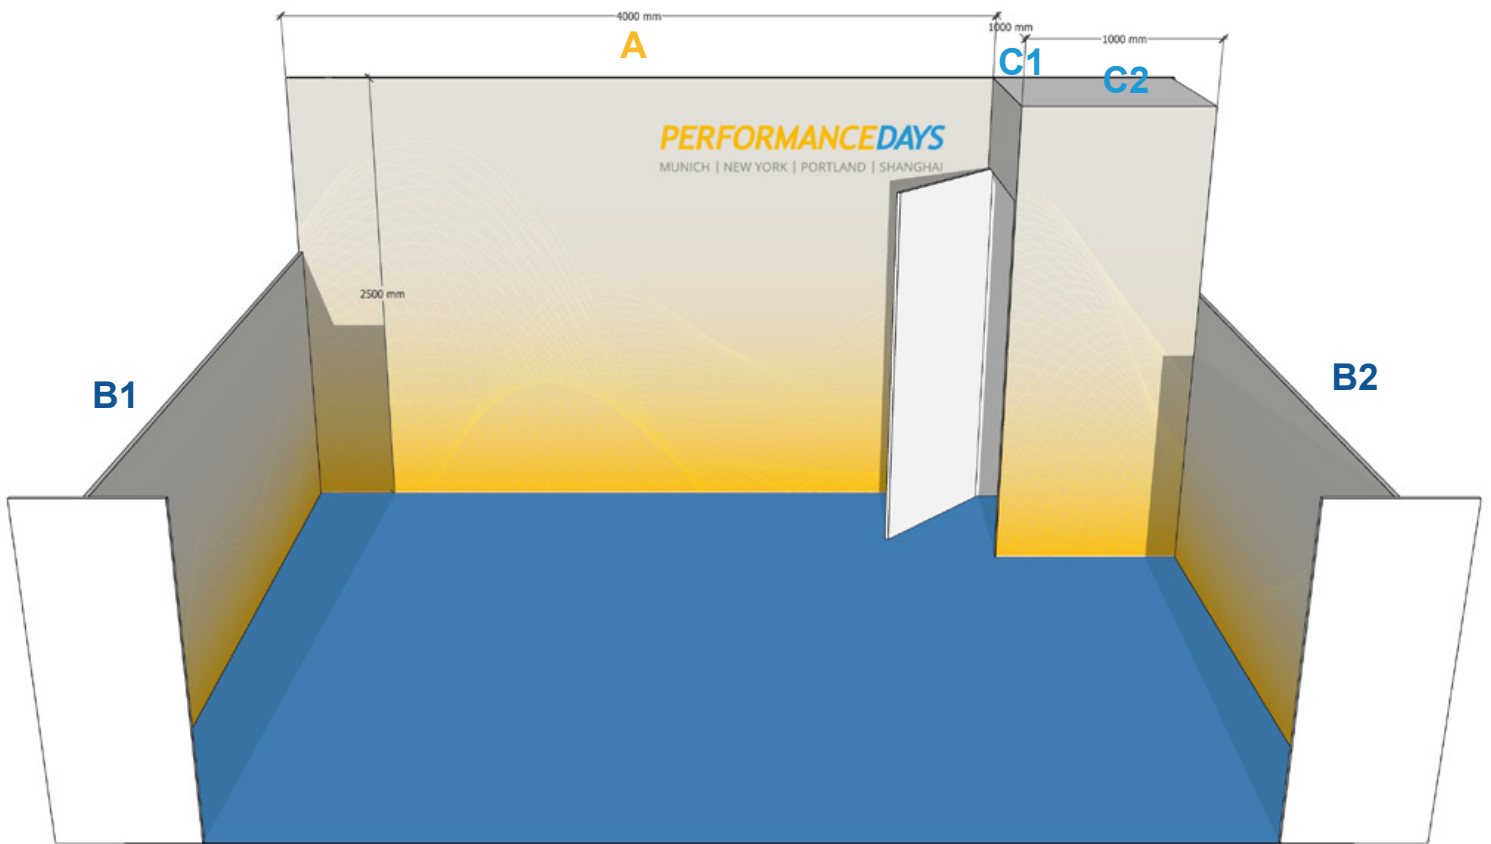 4000 mm
A
1000 mm
1000 mm
C1
C2
PERFORMANCEDAYS
MUNICH | NEW YORK | PORTLAND | SHANGHAI
2500 mm
B1
B2